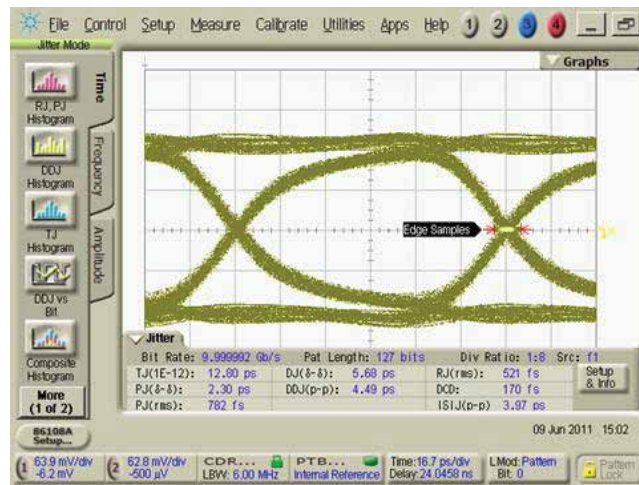 File Control Setup Measure Calibrate Utilities Apps Help 1 2 3 4
Jitter Mode
Graphs
Time
Frequency
Amplitude
RJ, PJ
Histogram
DDJ
Histogram
TJ
Histogram
DDJ vs
Bit
Composite
Histogram
More
(1 of 2)
86108A
Setup...
Edge Samples
Jitter
Bit Rate: 9.999992 Gb/s Pat Length: 127 bits Div Ratio: 1:8 Src: f1
TJ(1E-12): 12.80 ps DJ(δ-δ): 5.68 ps RJ(rms): 521 fs
PJ(δ-δ): 2.30 ps DDJ(p-p): 4.49 ps DCD: 170 fs
PJ(rms): 782 fs ISIJ(p-p) 3.97 ps
Setup
& Info
09 Jun 2011 15:02
1 63.9 mV/div
-6.2 mV
2 62.8 mV/div
-500 µV
CDR...
LBW: 6.00 MHz
PTB...
Internal Reference
Time:16.7 ps/div
Delay:24.0458 ns
LMod: Pattern
Bit: 0
Pattern
Lock